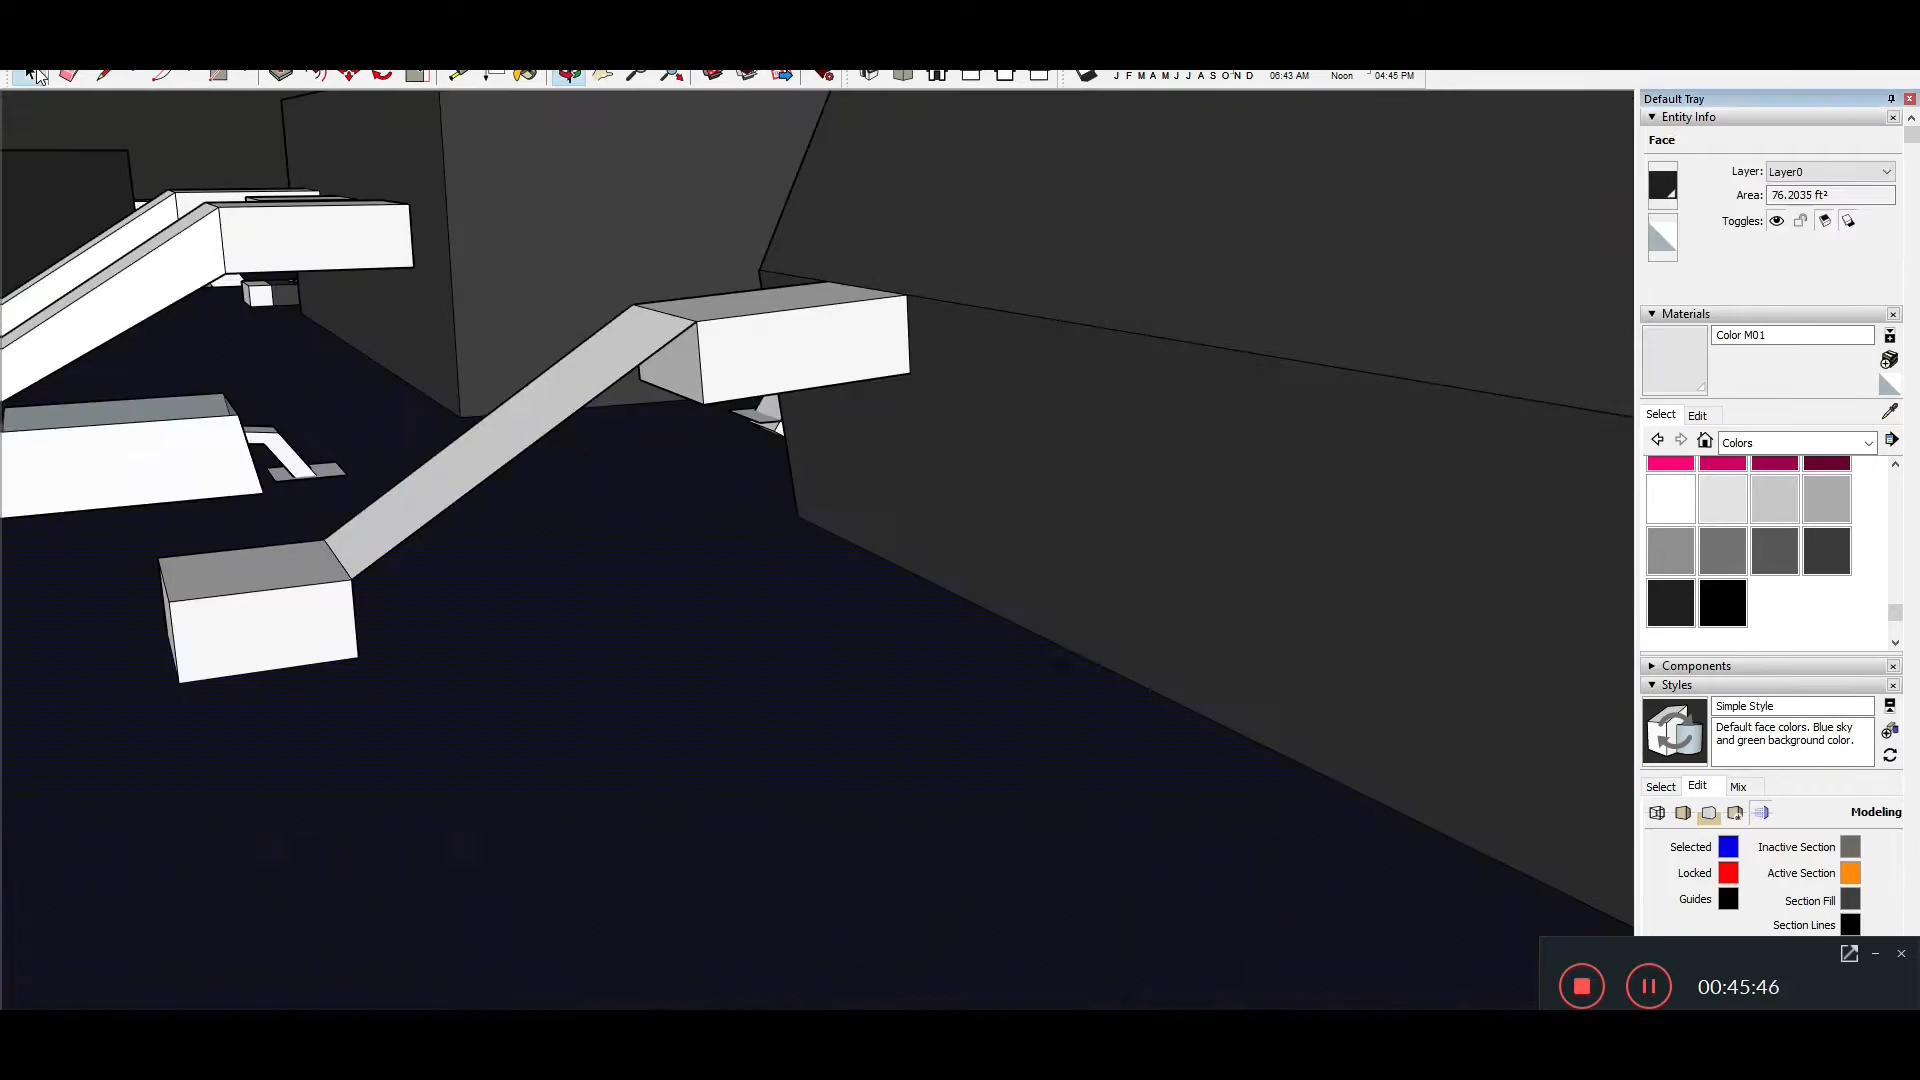 J F M A M J J A S O N D 06:43 AM Noon 04:45 PM
Default Tray
Entity Info
Face
Layer: Layer0
Area: 76.2035 ft²
Toggles:
Materials
Color M01
Select Edit
Colors
Components
Styles
Simple Style
Default face colors. Blue sky
and green background color.
Select Edit Mix
Modeling
Selected Inactive Section
Locked Active Section
Guides Section Fill
Section Lines
00:45:46